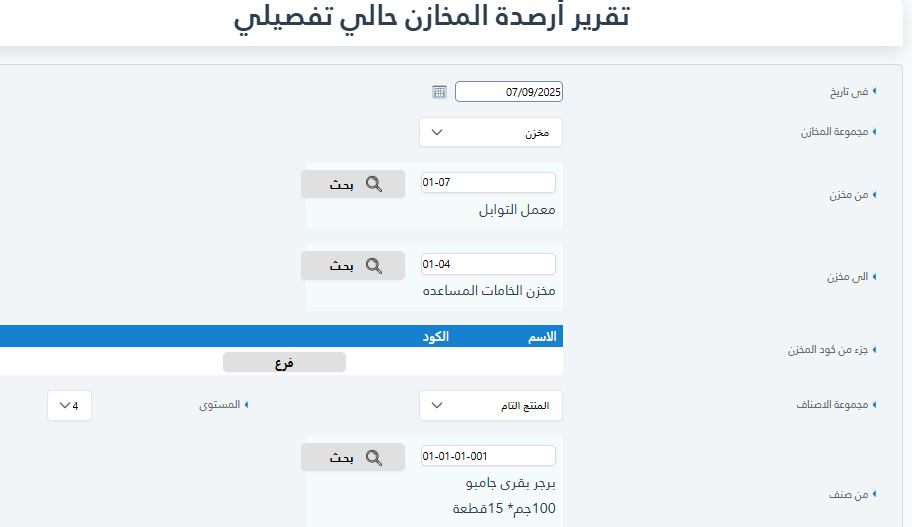 تقرير أرصدة المخازن حالي تفصيلي
فى تاريخ 07/09/2025
مجموعة المخازن مخزن
من مخزن 01-07 بحث
معمل التوابل
الى مخزن 01-04 بحث
مخزن الخامات المساعده
جزء من كود المخزن
الاسم الكود
فرع
مجموعة الاصناف المنتج التام المستوى 4
من صنف 01-01-01-001 بحث
برجر بقرى جامبو
100جم* 15قطعة